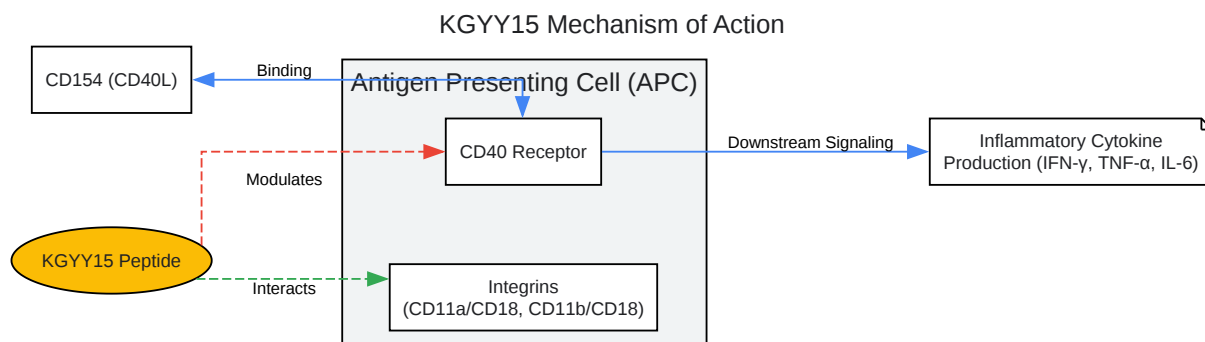 KGYY15 Mechanism of Action
CD154 (CD40L)
Binding
Antigen Presenting Cell (APC)
CD40 Receptor
Downstream Signaling
Inflammatory Cytokine
Production (IFN-γ, TNF-α, IL-6)
Modulates
KGYY15 Peptide
Interacts
Integrins
(CD11a/CD18, CD11b/CD18)